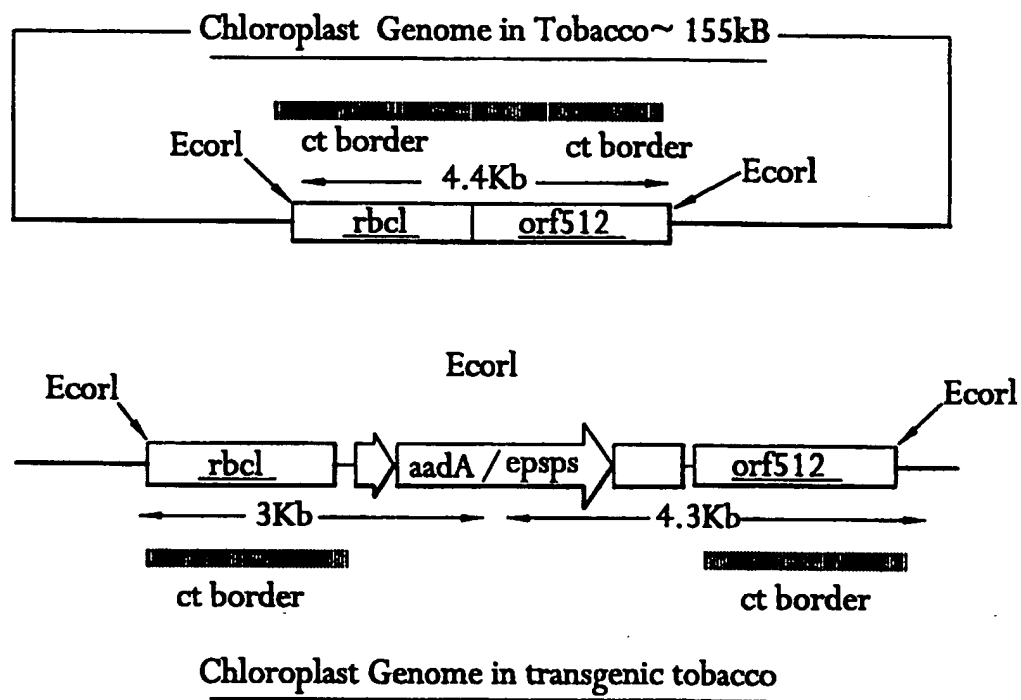 Chloroplast Genome in Tobacco~ 155kB
ct border
ct border
Ecorl
4.4Kb
Ecorl
rbcl
orf512
Ecorl
Ecorl
Ecorl
rbcl
aadA / epsps
orf512
3Kb
4.3Kb
ct border
ct border
Chloroplast Genome in transgenic tobacco